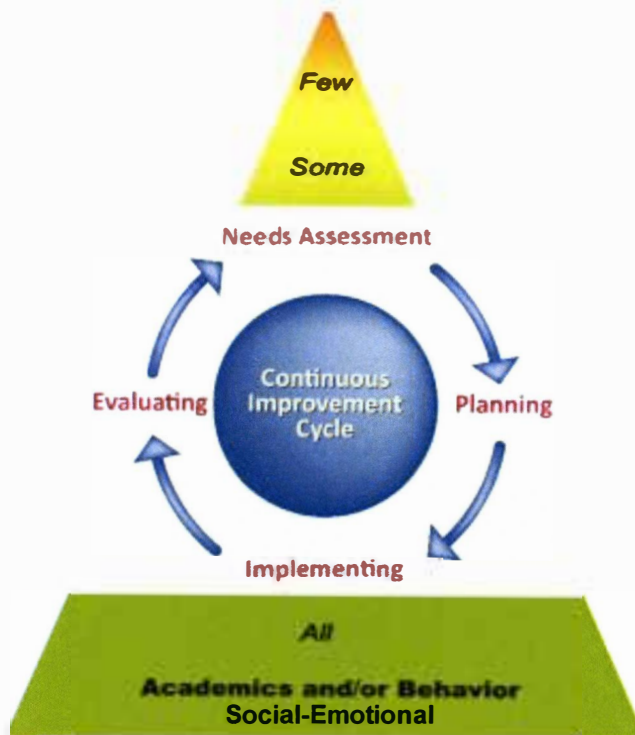 Few
Some
Needs Assessment
Evaluating
Continuous
Improvement
Cycle
Planning
Implementing
All
Academics and/or Behavior
Social-Emotional